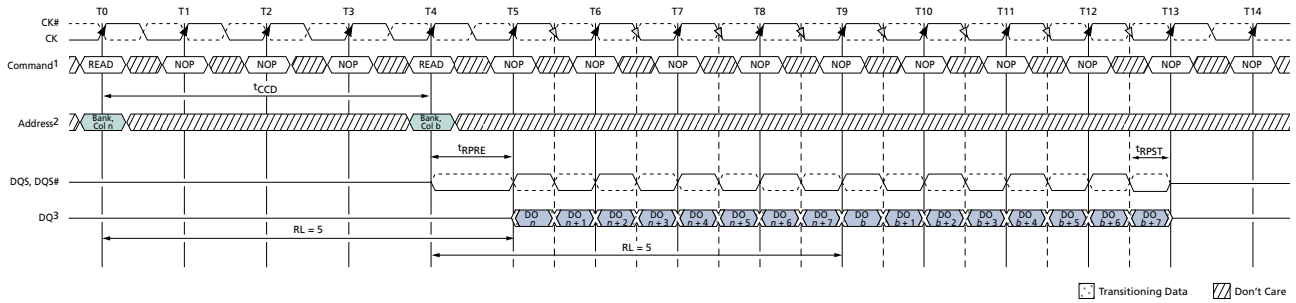 T0 T1 T2 T3 T4 T5 T6 T7 T8 T9 T10 T11 T12 T13 T14
CK#
CK
Command1 READ NOP NOP NOP READ NOP NOP NOP NOP NOP NOP NOP NOP NOP NOP
tCCD
Address2 Bank, Col n Bank, Col b
tRPRE tRPST
DQS, DQS#
DQ3 DO n DO n + 1 DO n + 2 DO n + 3 DO n + 4 DO n + 5 DO n + 6 DO n + 7 DO b DO b + 1 DO b + 2 DO b + 3 DO b + 4 DO b + 5 DO b + 6 DO b + 7
RL = 5
RL = 5
Transitioning Data Don't Care